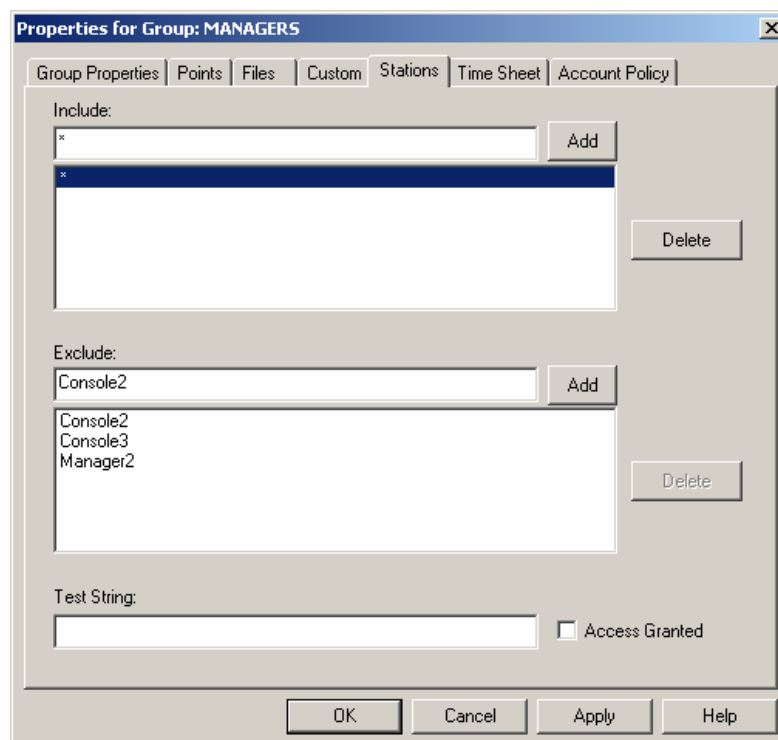 Properties for Group: MANAGERS
Group Properties Points Files Custom Stations Time Sheet Account Policy
Include:
* Add
*
Delete
Exclude:
Console2 Add
Console2
Console3
Manager2
Delete
Test String:
Access Granted
OK Cancel Apply Help